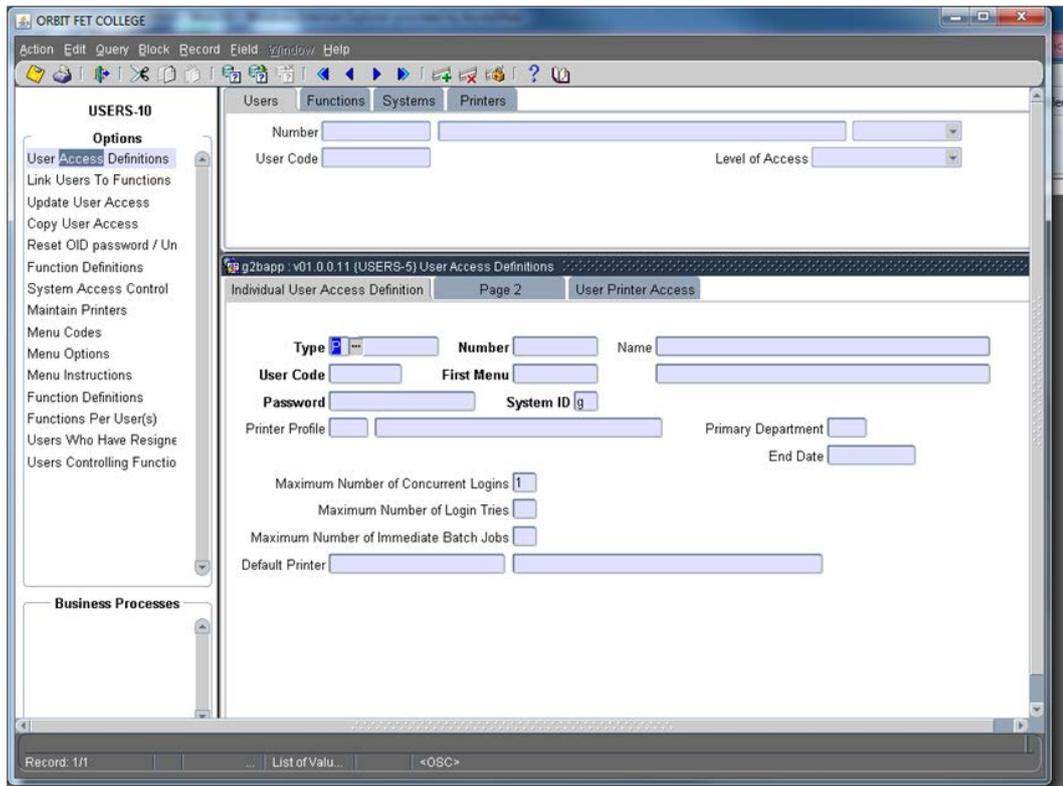 ORBIT FET COLLEGE
Action Edit Query Block Record Field Window Help
USERS-10
Options
User Access Definitions
Link Users To Functions
Update User Access
Copy User Access
Reset OID password / Un
Function Definitions
System Access Control
Maintain Printers
Menu Codes
Menu Options
Menu Instructions
Function Definitions
Functions Per User(s)
Users Who Have Resigne
Users Controlling Functio
Business Processes
Users Functions Systems Printers
Number
User Code Level of Access
g2bapp : v01.0.0.11 {USERS-5} User Access Definitions
Individual User Access Definition Page 2 User Printer Access
Type P ... Number Name
User Code First Menu
Password System ID g
Printer Profile Primary Department
End Date
Maximum Number of Concurrent Logins 1
Maximum Number of Login Tries
Maximum Number of Immediate Batch Jobs
Default Printer
Record: 1/1 ... List of Valu... <OSC>